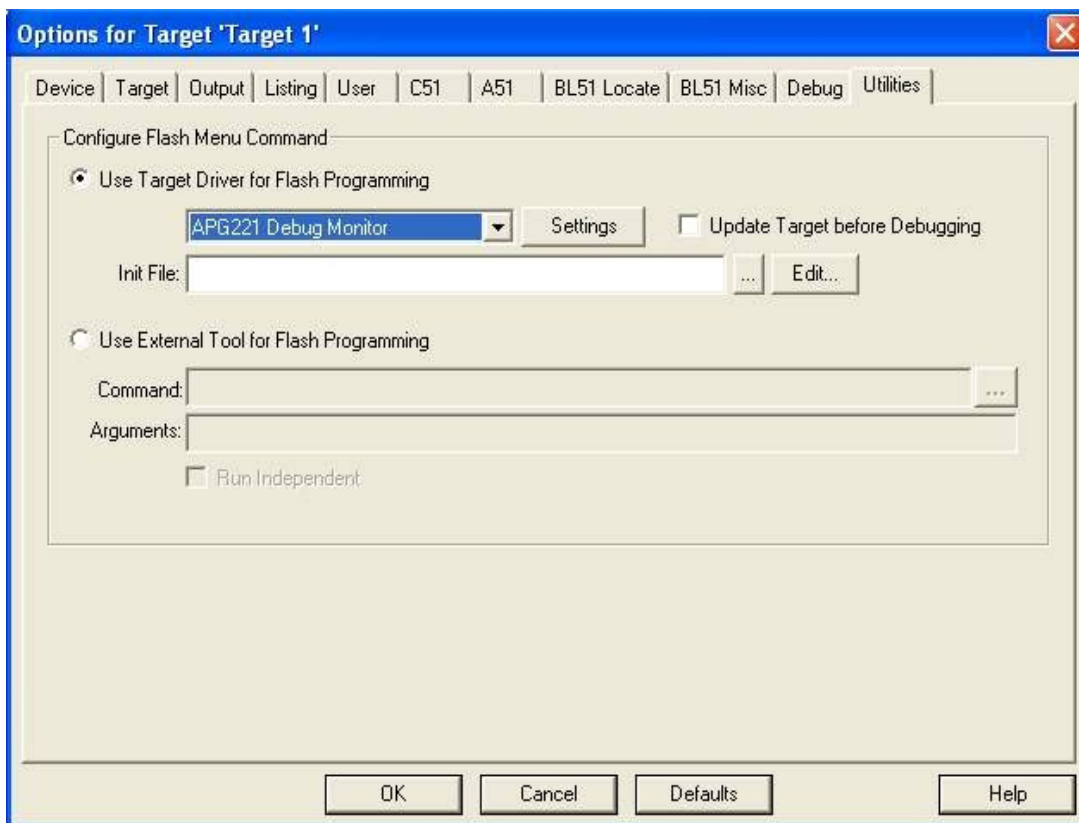 Options for Target 'Target 1'
Device Target Output Listing User C51 A51 BL51 Locate BL51 Misc Debug Utilities
Configure Flash Menu Command
Use Target Driver for Flash Programming
APG221 Debug Monitor Settings Update Target before Debugging
Init File: ... Edit...
Use External Tool for Flash Programming
Command: ...
Arguments:
Run Independent
OK Cancel Defaults Help